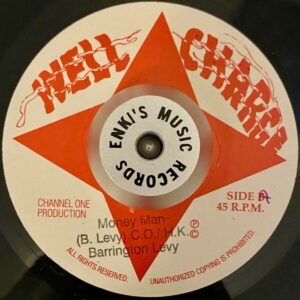 WELL CHARGE
ENKI'S MUSIC RECORDS
CHANNEL ONE
PRODUCTION
SIDE A
45 R.P.M.
Money Man
(B. Levy) C.O./ H.K. ©
Barrington Levy ℗
ALL RIGHTS RESERVED.
UNAUTHORIZED COPYING IS PROHIBITED.